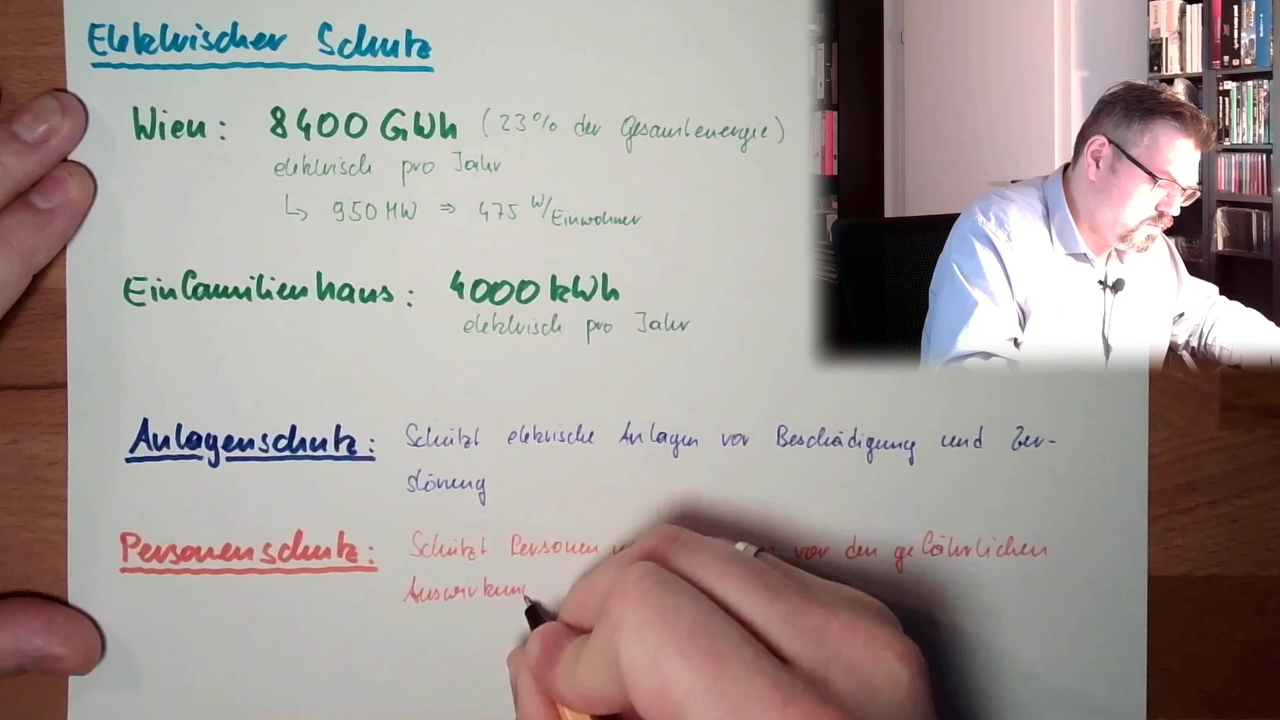 Elektrischer Schutz
Wien: 8400 GWh (23% der Gesamtenergie)
elektrisch pro Jahr
↳ 950 MW ⇒ 475 W/Einwohner
Einfamilienhaus: 4000 kWh
elektrisch pro Jahr
Anlagenschutz: Schützt elektrische Anlagen vor Beschädigung und Zer-
störung
Personenschutz: Schützt Personen vor den gefährlichen
Auswirkung